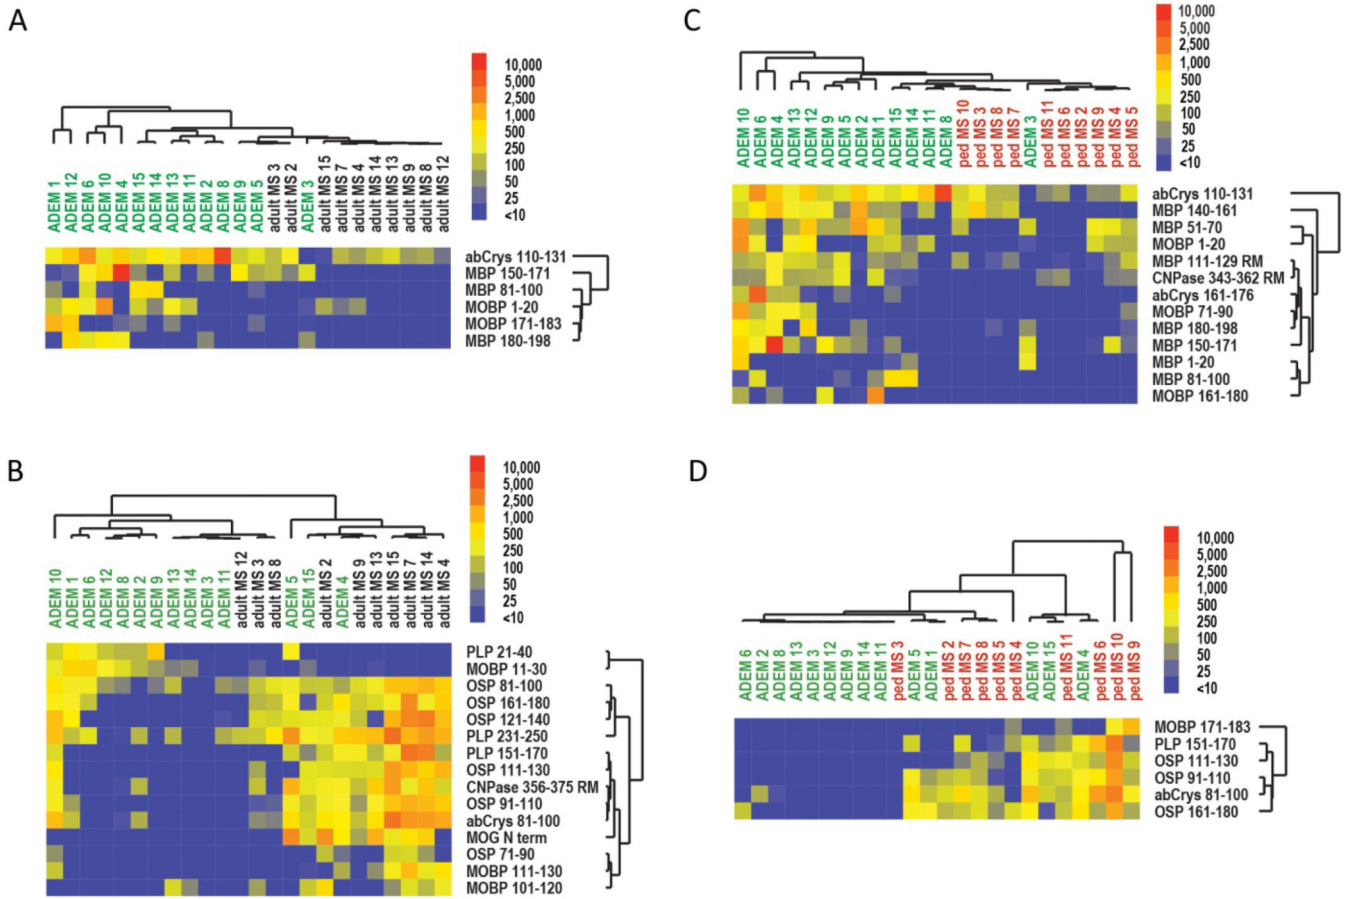 A
10,000
5,000
2,500
1,000
500
250
100
50
25
<10
ADEM 1
ADEM 12
ADEM 6
ADEM 10
ADEM 4
ADEM 15
ADEM 14
ADEM 13
ADEM 11
ADEM 2
ADEM 8
ADEM 9
ADEM 5
adult MS 3
adult MS 2
ADEM 3
adult MS 15
adult MS 7
adult MS 4
adult MS 14
adult MS 13
adult MS 9
adult MS 8
adult MS 12
abCrys 110-131
MBP 150-171
MBP 81-100
MOBP 1-20
MOBP 171-183
MBP 180-198
C
10,000
5,000
2,500
1,000
500
250
100
50
25
<10
ADEM 10
ADEM 6
ADEM 4
ADEM 13
ADEM 12
ADEM 9
ADEM 5
ADEM 2
ADEM 1
ADEM 15
ADEM 14
ADEM 11
ADEM 8
ped MS 10
ped MS 3
ped MS 8
ped MS 7
ADEM 3
ped MS 11
ped MS 6
ped MS 2
ped MS 9
ped MS 4
ped MS 5
abCrys 110-131
MBP 140-161
MBP 51-70
MOBP 1-20
MBP 111-129 RM
CNPase 343-362 RM
abCrys 161-176
MOBP 71-90
MBP 180-198
MBP 150-171
MBP 1-20
MBP 81-100
MOBP 161-180
B
10,000
5,000
2,500
1,000
500
250
100
50
25
<10
ADEM 10
ADEM 1
ADEM 6
ADEM 12
ADEM 8
ADEM 2
ADEM 9
ADEM 13
ADEM 14
ADEM 3
ADEM 11
adult MS 12
adult MS 3
adult MS 8
ADEM 5
ADEM 15
adult MS 2
ADEM 4
adult MS 9
adult MS 13
adult MS 15
adult MS 7
adult MS 14
adult MS 4
PLP 21-40
MOBP 11-30
OSP 81-100
OSP 161-180
OSP 121-140
PLP 231-250
PLP 151-170
OSP 111-130
CNPase 356-375 RM
OSP 91-110
abCrys 81-100
MOG N term
OSP 71-90
MOBP 111-130
MOBP 101-120
D
10,000
5,000
2,500
1,000
500
250
100
50
25
<10
ADEM 6
ADEM 2
ADEM 8
ADEM 13
ADEM 3
ADEM 12
ADEM 9
ADEM 14
ADEM 11
ped MS 3
ADEM 5
ADEM 1
ped MS 2
ped MS 7
ped MS 8
ped MS 5
ped MS 4
ADEM 10
ADEM 15
ped MS 11
ADEM 4
ped MS 6
ped MS 10
ped MS 9
MOBP 171-183
PLP 151-170
OSP 111-130
OSP 91-110
abCrys 81-100
OSP 161-180